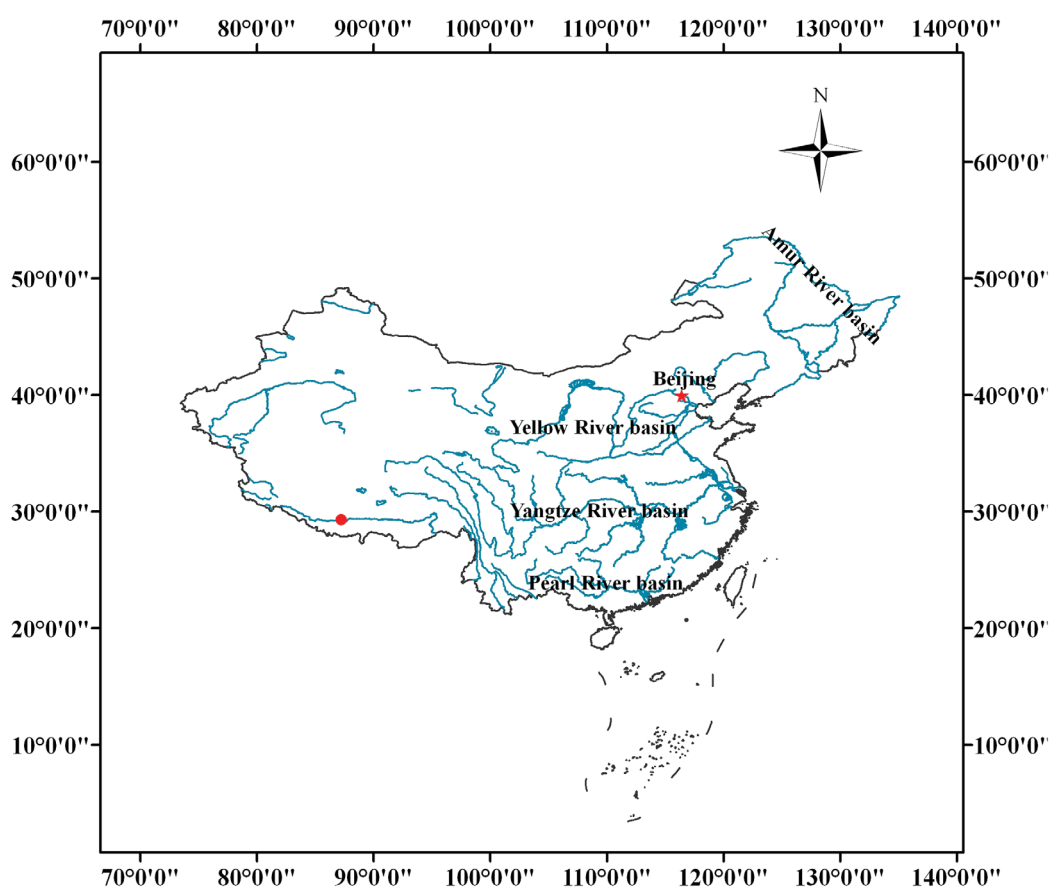 70°0'0" 80°0'0" 90°0'0" 100°0'0" 110°0'0" 120°0'0" 130°0'0" 140°0'0"
N
60°0'0" 60°0'0"
Amur River basin
50°0'0" 50°0'0"
Beijing
40°0'0" 40°0'0"
Yellow River basin
Yangtze River basin
30°0'0" 30°0'0"
Pearl River basin
20°0'0" 20°0'0"
10°0'0" 10°0'0"
70°0'0" 80°0'0" 90°0'0" 100°0'0" 110°0'0" 120°0'0" 130°0'0" 140°0'0"